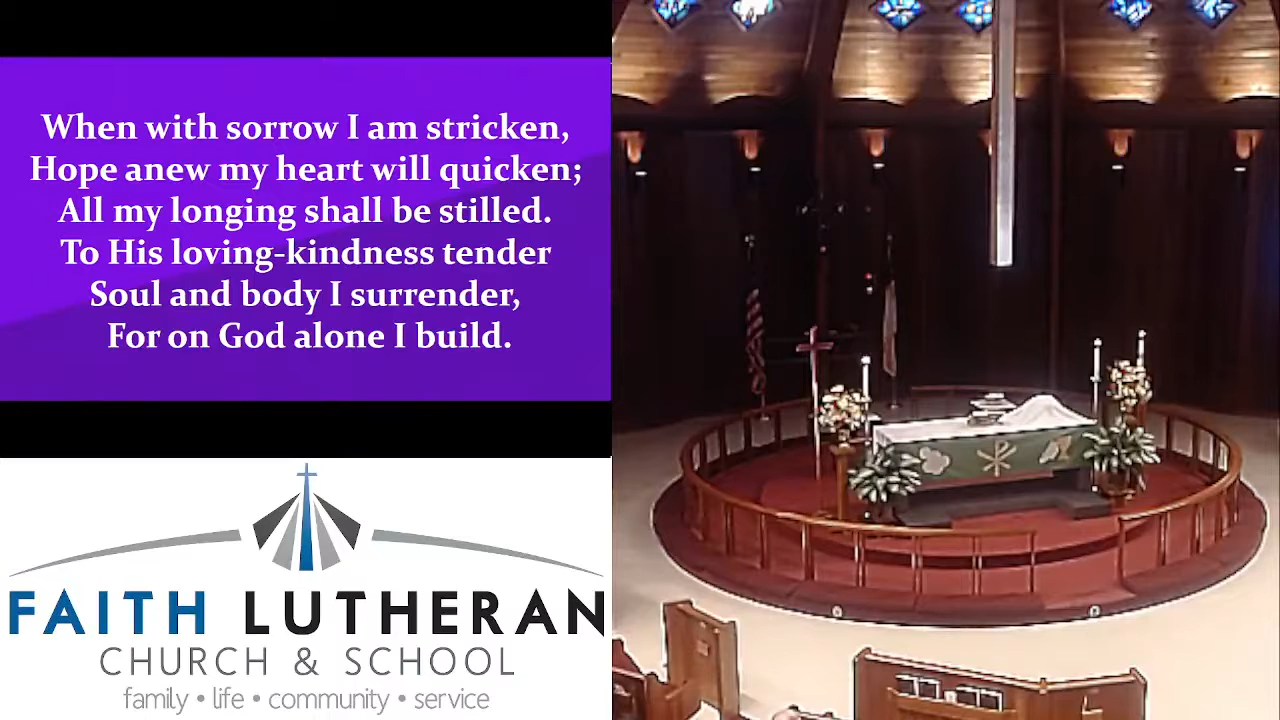 When with sorrow I am stricken,
Hope anew my heart will quicken;
All my longing shall be stilled.
To His loving-kindness tender
Soul and body I surrender,
For on God alone I build.
FAITH LUTHERAN
CHURCH & SCHOOL
family • life • community • service